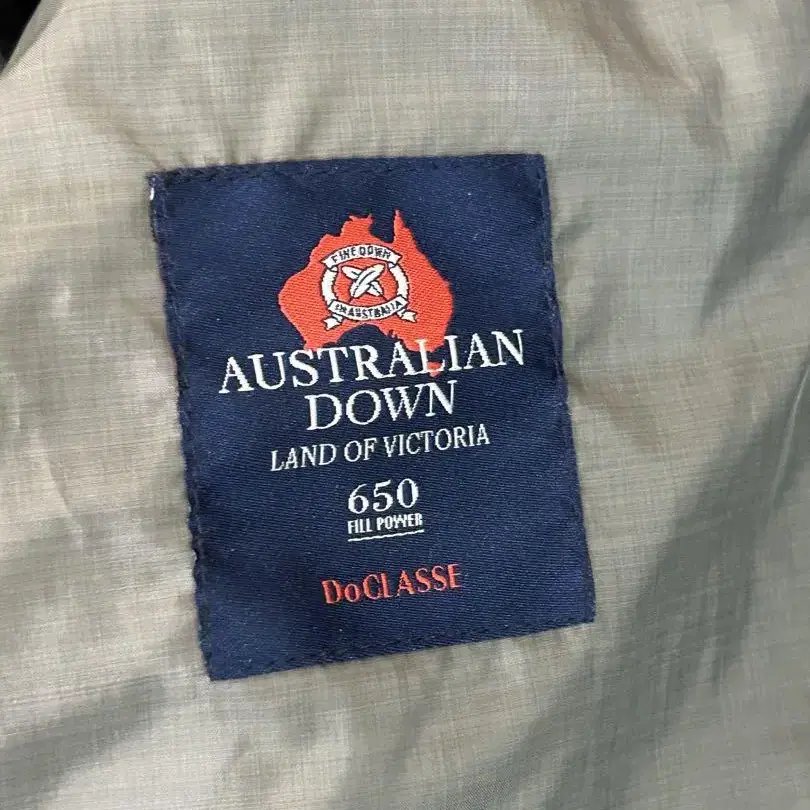 FINE DOWN
IN AUSTRALIA
AUSTRALIAN
DOWN
LAND OF VICTORIA
650
FILL POWER
DoCLASSE